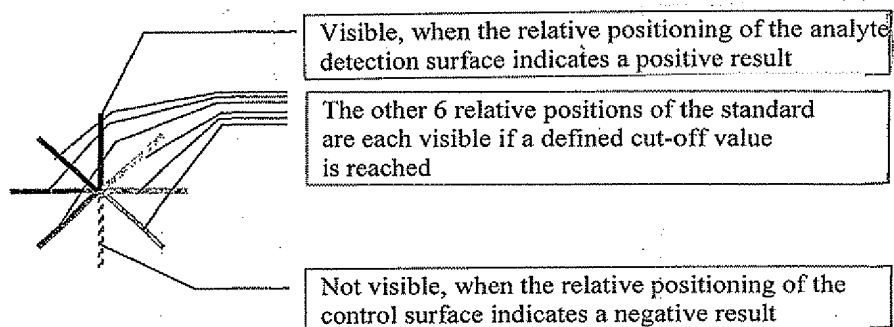 Visible, when the relative positioning of the analyte
detection surface indicates a positive result
The other 6 relative positions of the standard
are each visible if a defined cut-off value
is reached
Not visible, when the relative positioning of the
control surface indicates a negative result